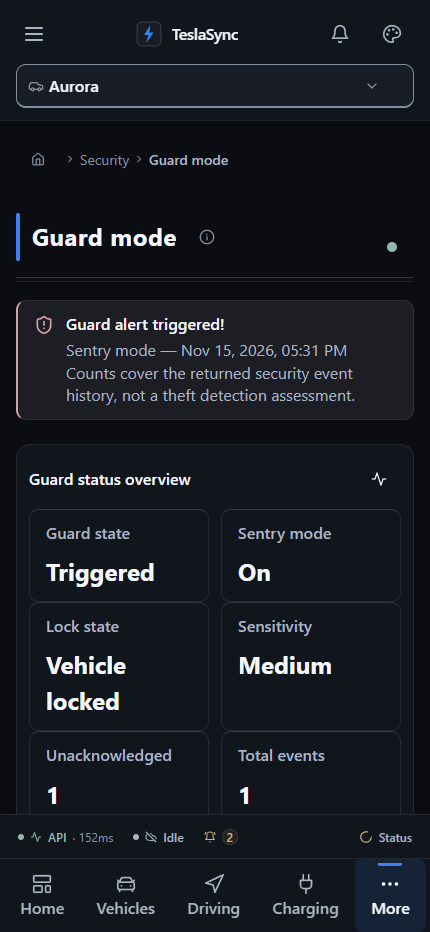 TeslaSync
Aurora
Security
Guard mode
Guard mode
Guard alert triggered!
Sentry mode — Nov 15, 2026, 05:31 PM
Counts cover the returned security event
history, not a theft detection assessment.
Guard status overview
Guard state
Triggered
Sentry mode
On
Lock state
Vehicle
locked
Sensitivity
Medium
Unacknowledged
1
Total events
1
API · 152ms
Idle
2
Status
Home
Vehicles
Driving
Charging
More